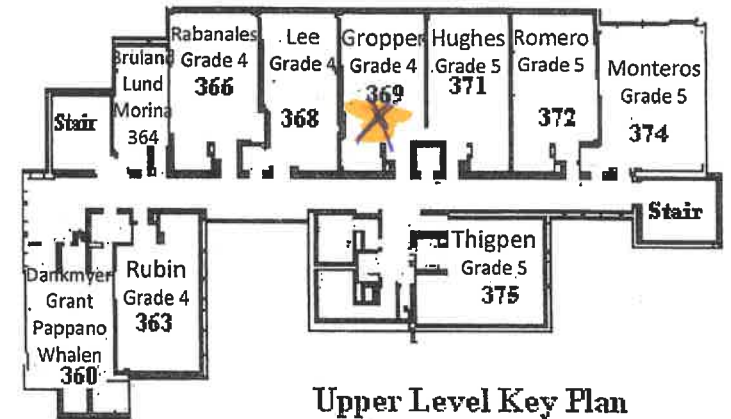 Rabanales
Grade 4
366
Lee
Grade 4
368
Gropper
Grade 4
369
Hughes
Grade 5
371
Romero
Grade 5
372
Monteros
Grade 5
374
Bruland
Lund
Morina
364
Stair
Stair
Dankmyer
Grant
Pappano
Whalen
360
Rubin
Grade 4
363
Thigpen
Grade 5
375
Upper Level Key Plan